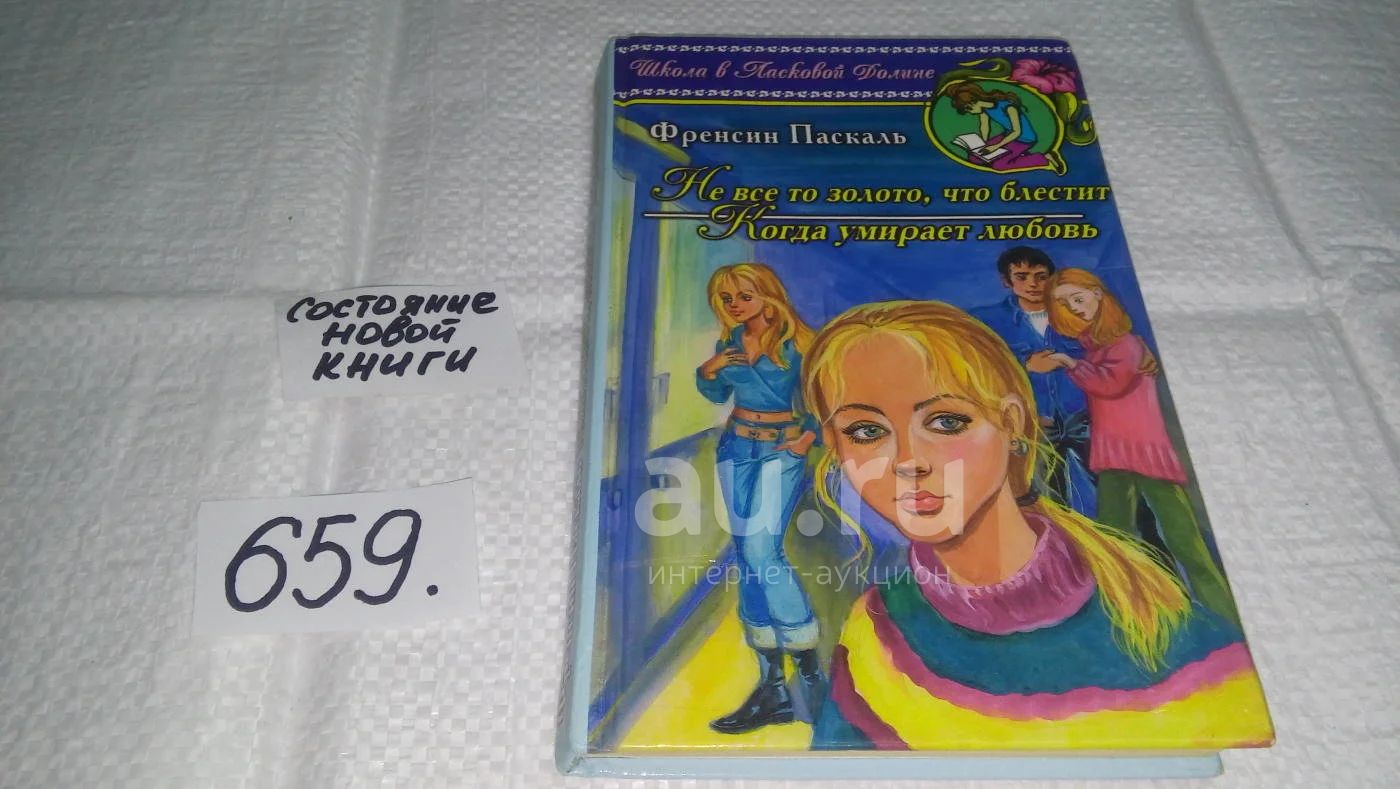 Школа в Ласковой Долине
Френсин Паскаль
Не все то золото, что блестит
Когда умирает любовь
состояние
новой
книги
659.
au.ru
интернет-аукцион